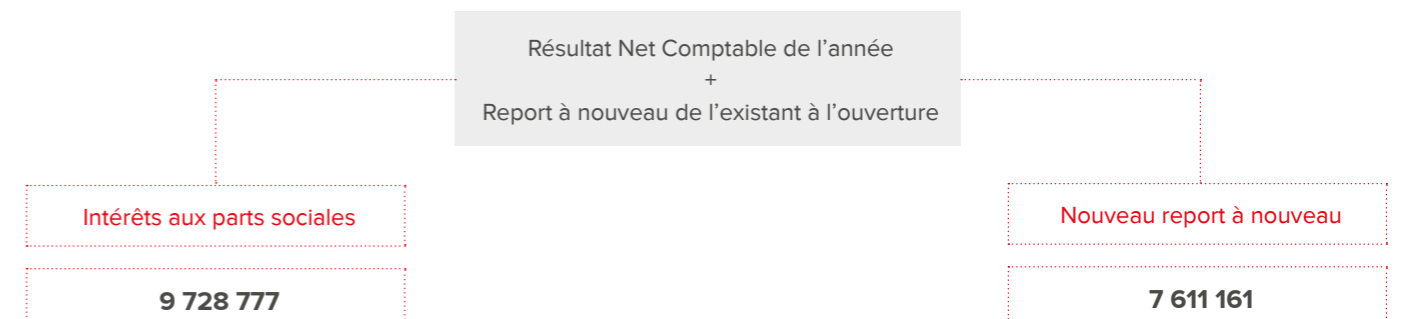 Résultat Net Comptable de l’année
+
Report à nouveau de l’existant à l’ouverture
Intérêts aux parts sociales
Nouveau report à nouveau
9 728 777
7 611 161